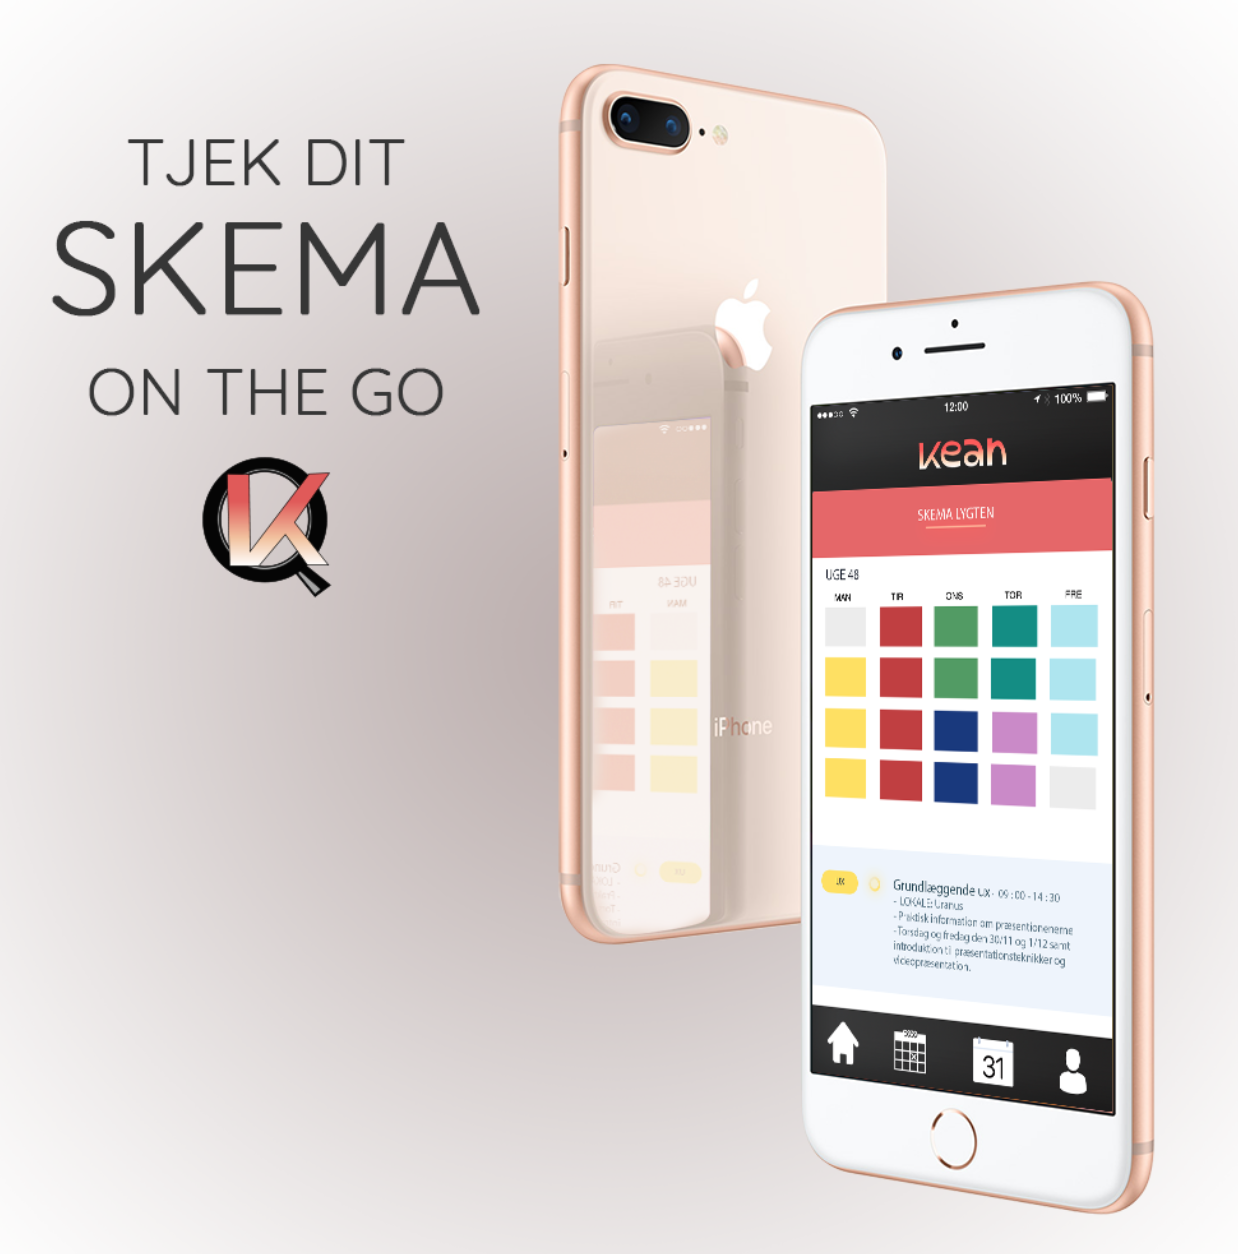 TJEK DIT
SKEMA
ON THE GO
K
iPhone
12:00
100%
kean
SKEMA LYGTEN
UGE 48
MAN TIR ONS TOR FRE
UX
Grundlæggende UX - 09:00 - 14:30
- LOKALE: Uranus
- Praktisk information om præsentionenerne
- Torsdag og fredag den 30/11 og 1/12 samt
introduktion til præsentationsteknikker og
videopræsentation.
31